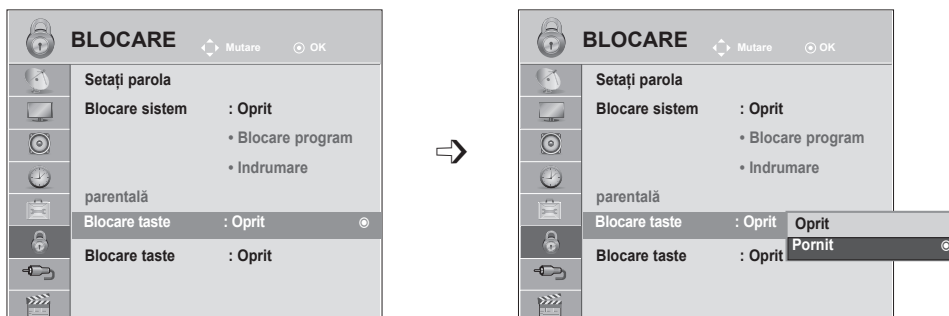 BLOCARE Mutare OK
Setați parola
Blocare sistem : Oprit
• Blocare program
• Indrumare
parentală
Blocare taste : Oprit
Blocare taste : Oprit
BLOCARE Mutare OK
Setați parola
Blocare sistem : Oprit
• Blocare program
• Indrumare
parentală
Blocare taste : Oprit
Oprit
Pornit
Blocare taste : Oprit